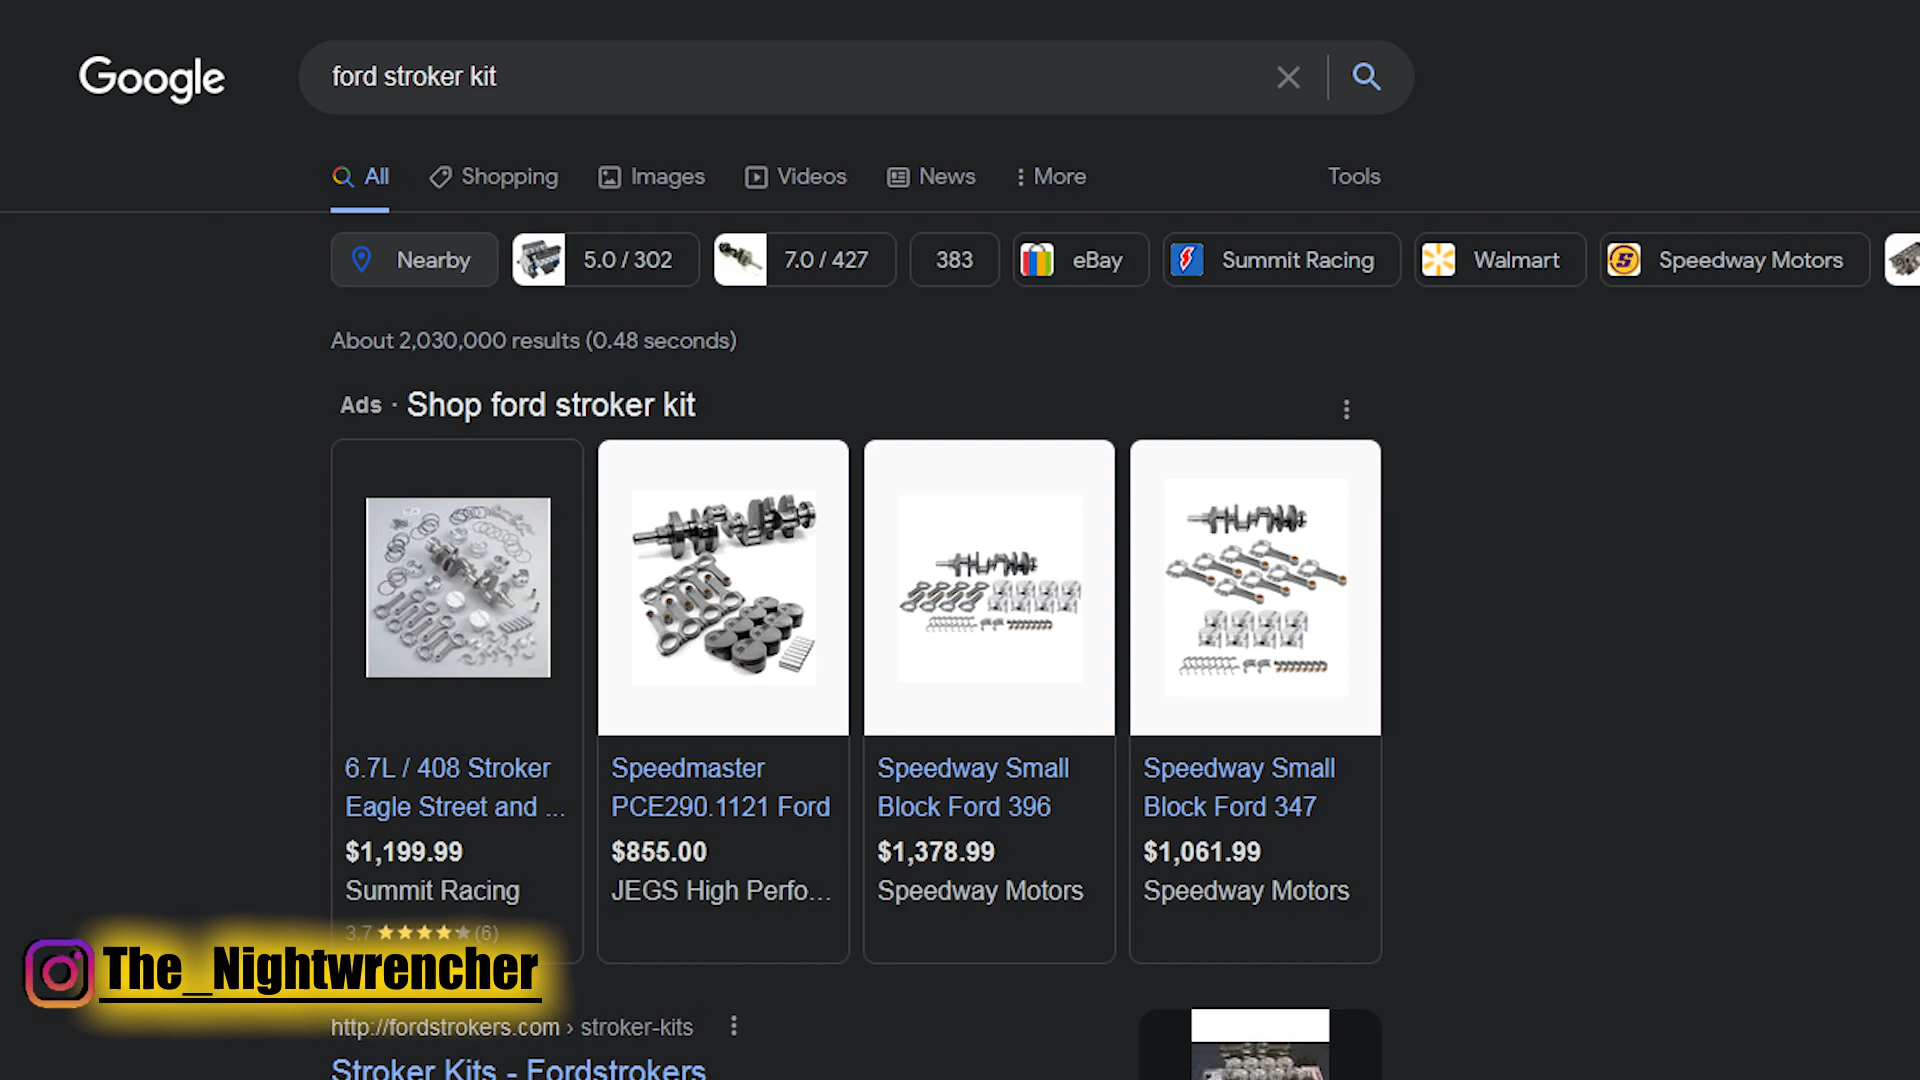 Google
ford stroker kit
All
Shopping
Images
Videos
News
More
Tools
Nearby
5.0 / 302
7.0 / 427
383
eBay
Summit Racing
Walmart
Speedway Motors
About 2,030,000 results (0.48 seconds)
Ads · Shop ford stroker kit
6.7L / 408 Stroker
Eagle Street and ...
$1,199.99
Summit Racing
3.7 ★★★★★ (6)
Speedmaster
PCE290.1121 Ford
$855.00
JEGS High Perfo...
Speedway Small
Block Ford 396
$1,378.99
Speedway Motors
Speedway Small
Block Ford 347
$1,061.99
Speedway Motors
The_Nightwrencher
http://fordstrokers.com › stroker-kits
Stroker Kits - Fordstrokers